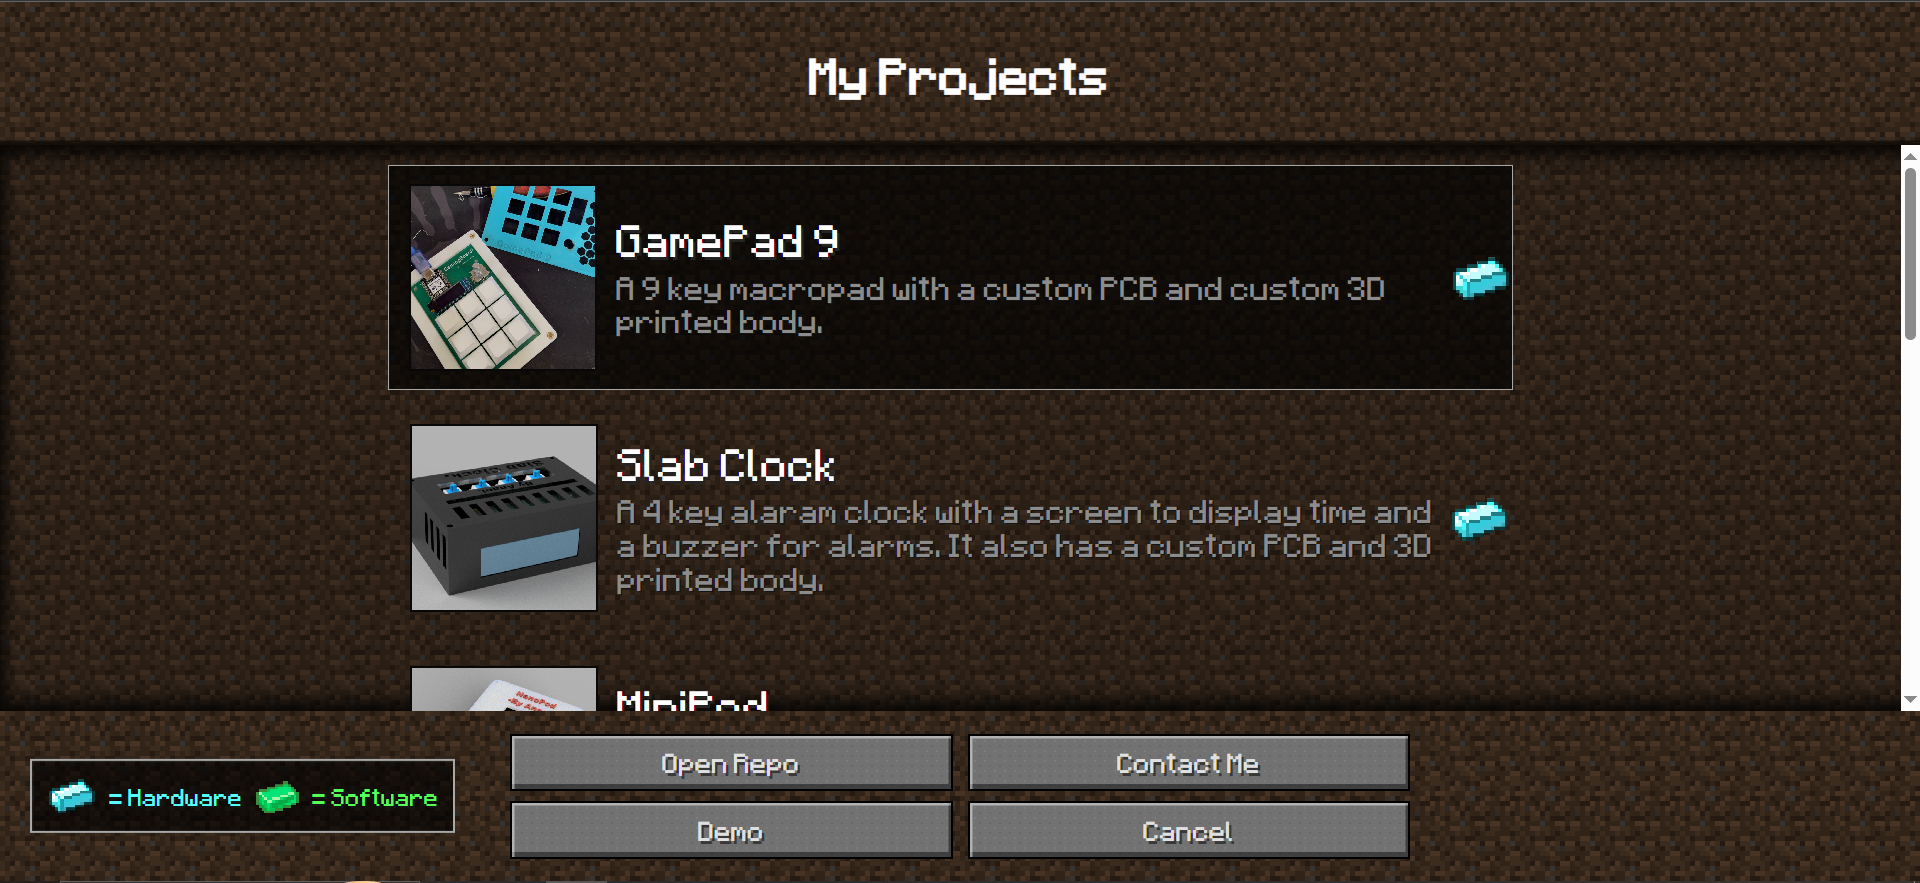 My Projects
GamePad 9
A 9 key macropad with a custom PCB and custom 3D
printed body.
Slab Clock
A 4 key alaram clock with a screen to display time and
a buzzer for alarms. It also has a custom PCB and 3D
printed body.
NanoPad
MiniPad
Open Repo
Contact Me
= Hardware
= Software
Demo
Cancel